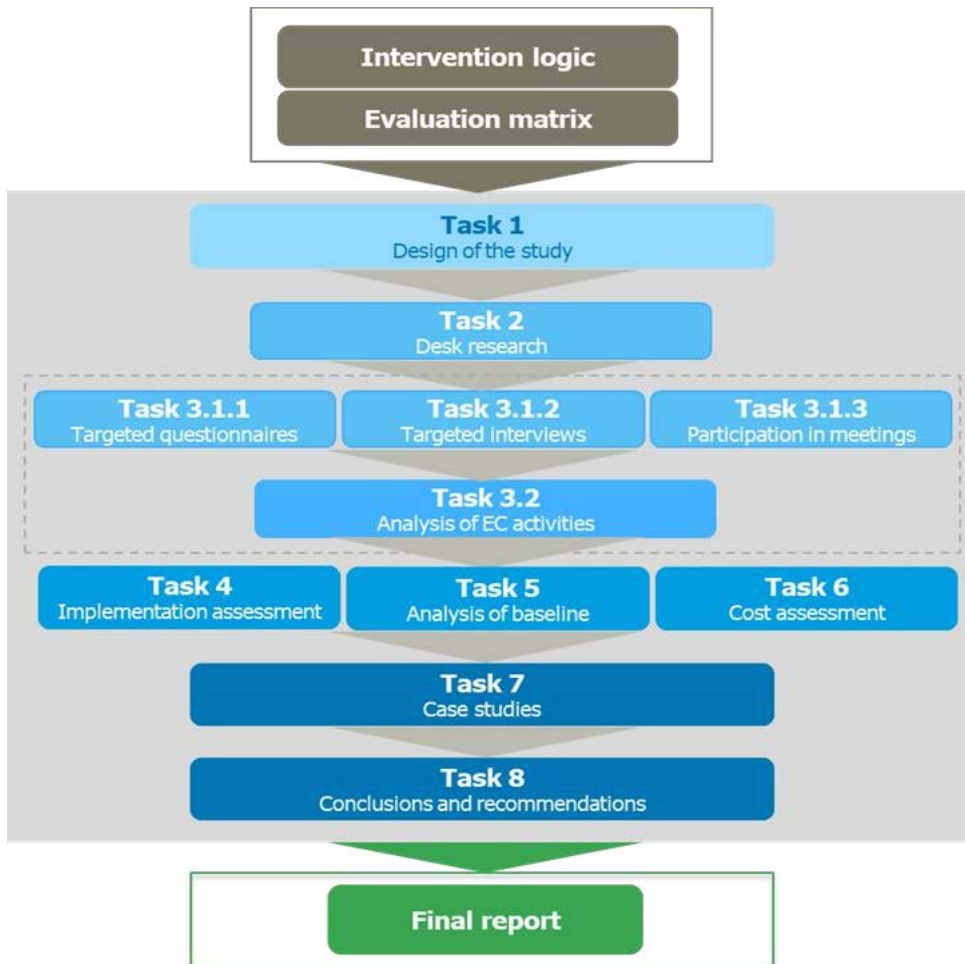 Intervention logic
Evaluation matrix
Task 1
Design of the study
Task 2
Desk research
Task 3.1.1
Targeted questionnaires
Task 3.1.2
Targeted interviews
Task 3.1.3
Participation in meetings
Task 3.2
Analysis of EC activities
Task 4
Implementation assessment
Task 5
Analysis of baseline
Task 6
Cost assessment
Task 7
Case studies
Task 8
Conclusions and recommendations
Final report